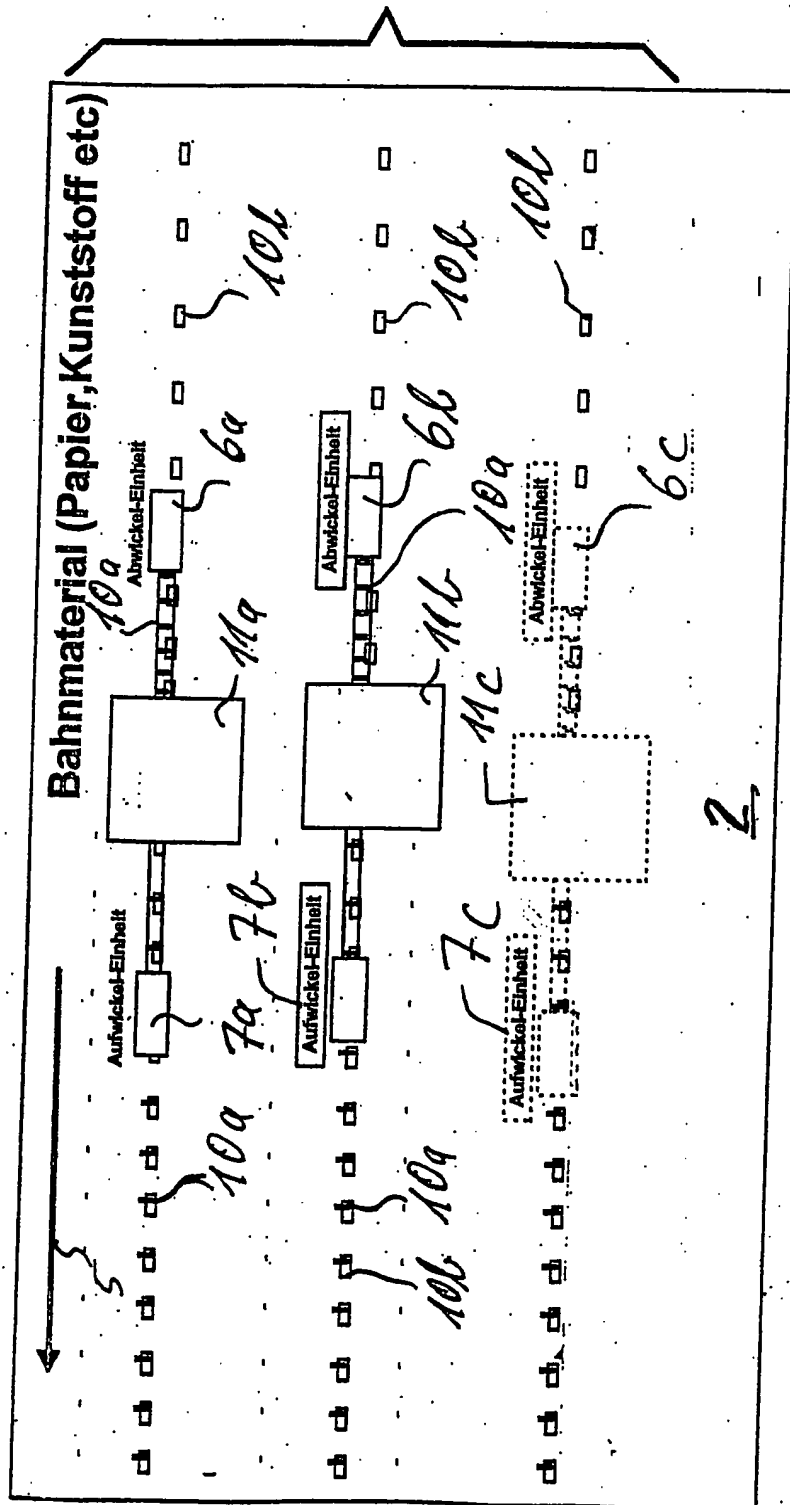 Bahnmaterial (Papier,Kunststoff etc)
5
Aufwickel-Einheit
Abwickel-Einheit
10a
10a
7a
11a
6a
10b
Aufwickel-Einheit
Abwickel-Einheit
10b
10a
7b
11b
10a
6b
10b
Aufwickel-Einheit
Abwickel-Einheit
7c
11c
6c
10b
2